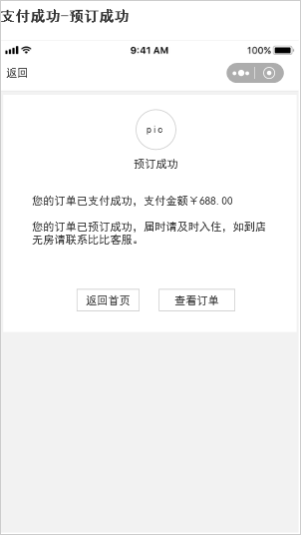 支付成功-预订成功
9:41 AM
100%
返回
pic
预订成功
您的订单已支付成功，支付金额￥688.00
您的订单已预订成功，届时请及时入住，如到店
无房请联系比比客服。
返回首页
查看订单